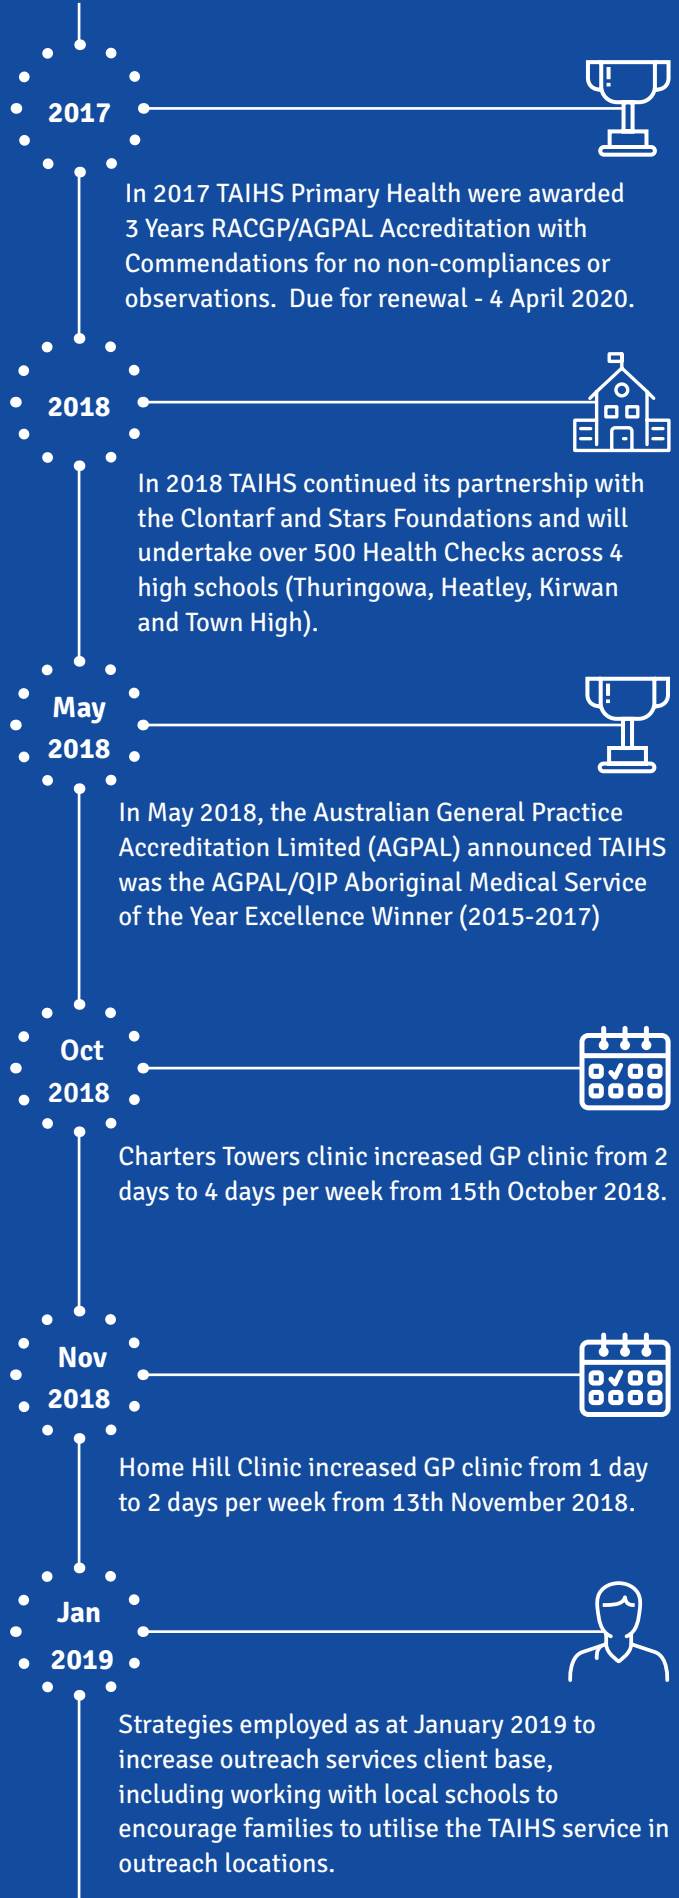 2017
In 2017 TAIHS Primary Health were awarded
3 Years RACGP/AGPAL Accreditation with
Commendations for no non-compliances or
observations.  Due for renewal - 4 April 2020.
2018
In 2018 TAIHS continued its partnership with
the Clontarf and Stars Foundations and will
undertake over 500 Health Checks across 4
high schools (Thuringowa, Heatley, Kirwan
and Town High).
May
2018
In May 2018, the Australian General Practice
Accreditation Limited (AGPAL) announced TAIHS
was the AGPAL/QIP Aboriginal Medical Service
of the Year Excellence Winner (2015-2017)
Oct
2018
Charters Towers clinic increased GP clinic from 2
days to 4 days per week from 15th October 2018.
Nov
2018
Home Hill Clinic increased GP clinic from 1 day
to 2 days per week from 13th November 2018.
Jan
2019
Strategies employed as at January 2019 to
increase outreach services client base,
including working with local schools to
encourage families to utilise the TAIHS service in
outreach locations.